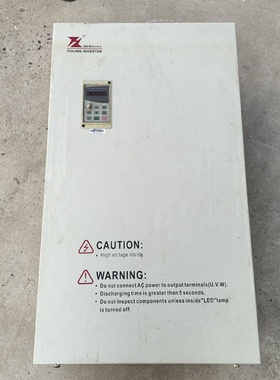 FULING INVERTER
CAUTION:
• High voltage inside.
WARNING:
• Do not connect AC power to output terminals(U.V.W).
• Discharging time is greater than 5 seconds.
• Do not inspect components unless inside"LED"lamp
is turned off.